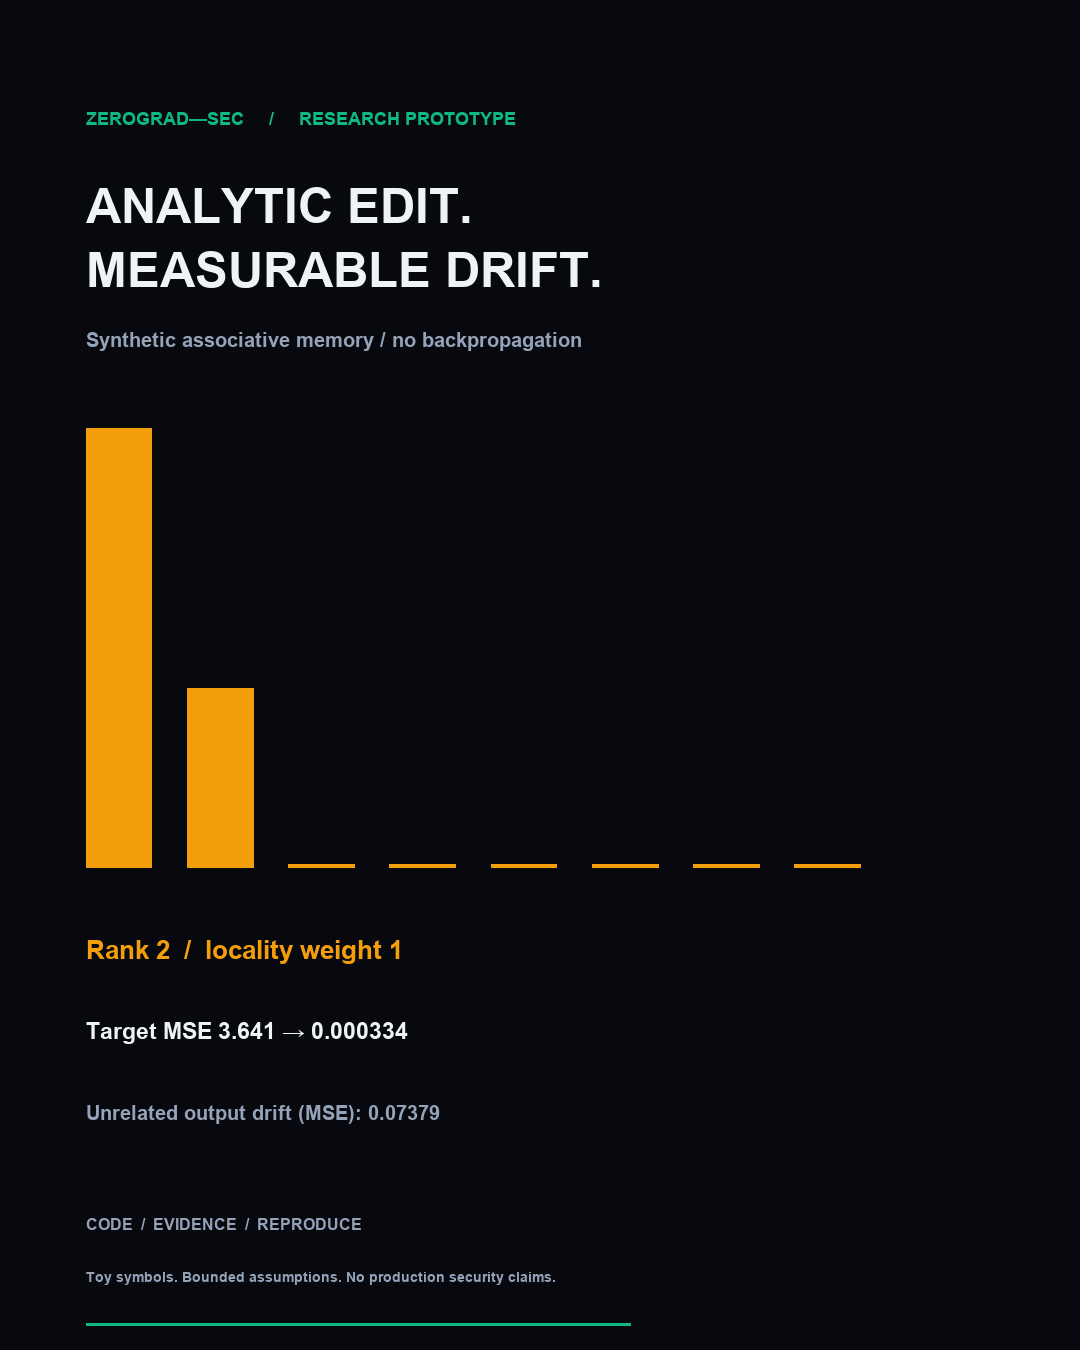 ZEROGRAD—SEC / RESEARCH PROTOTYPE
ANALYTIC EDIT.
MEASURABLE DRIFT.
Synthetic associative memory / no backpropagation
Rank 2 / locality weight 1
Target MSE 3.641 → 0.000334
Unrelated output drift (MSE): 0.07379
CODE / EVIDENCE / REPRODUCE
Toy symbols. Bounded assumptions. No production security claims.